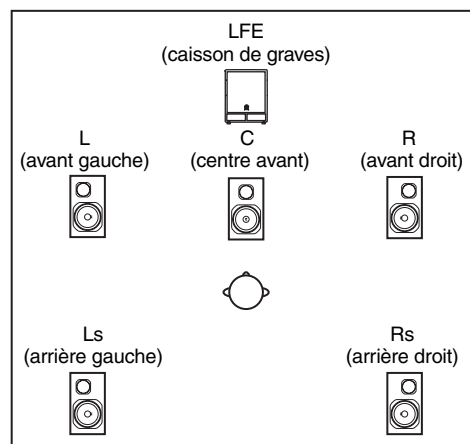 LFE
(caisson de graves)
L
(avant gauche)
C
(centre avant)
R
(avant droit)
Ls
(arrière gauche)
Rs
(arrière droit)